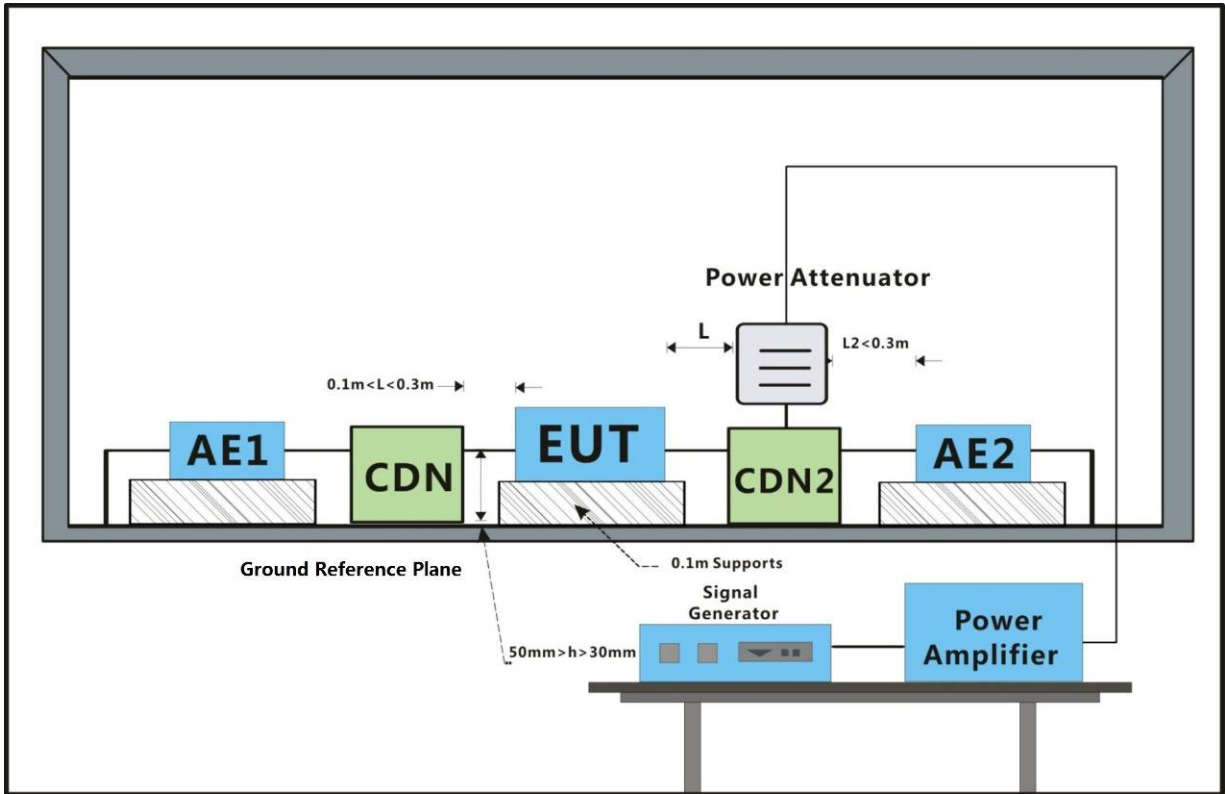 Power Attenuator
L
L2<0.3m
0.1m<L<0.3m
AE1
CDN
EUT
CDN2
AE2
Ground Reference Plane
0.1m Supports
Signal
Generator
Power
Amplifier
50mm>h>30mm